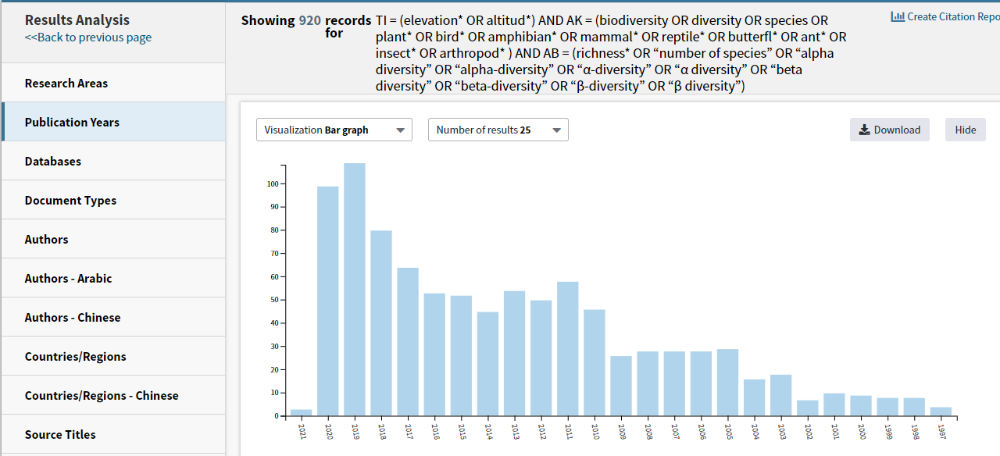 Results Analysis
<<Back to previous page
Research Areas
Publication Years
Databases
Document Types
Authors
Authors - Arabic
Authors - Chinese
Countries/Regions
Countries/Regions - Chinese
Source Titles
Showing 920 records
for
TI = (elevation* OR altitud*) AND AK = (biodiversity OR diversity OR species OR
plant* OR bird* OR amphibian* OR mammal* OR reptile* OR butterfl* OR ant* OR
insect* OR arthropod* ) AND AB = (richness* OR “number of species” OR “alpha
diversity” OR “alpha-diversity” OR “α-diversity” OR “α diversity” OR “beta
diversity” OR “beta-diversity” OR “β-diversity” OR “β diversity”)
Create Citation Repo
Visualization Bar graph
Number of results 25
Download
Hide
100
90
80
70
60
50
40
30
20
10
0
2021
2020
2019
2018
2017
2016
2015
2014
2013
2012
2011
2010
2009
2008
2007
2006
2005
2004
2003
2002
2001
2000
1999
1998
1997